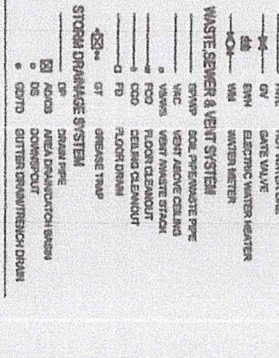 GV GATE VALVE
EWH ELECTRIC WATER HEATER
WM WATER METER
WASTE, SEWER & VENT SYSTEM
SP/WP SOIL PIPE/WASTE PIPE
VAC VENT ABOVE CEILING
VS/WS VENT /WASTE STACK
FCO FLOOR CLEANOUT
CCO CEILING CLEANOUT
FD FLOOR DRAIN
GT GREASE TRAP
STORM DRAINAGE SYSTEM
DP DRAIN PIPE
AD/CB AREA DRAIN/CATCH BASIN
DS DOWNSPOUT
GD/TD GUTTER DRAIN/TRENCH DRAIN